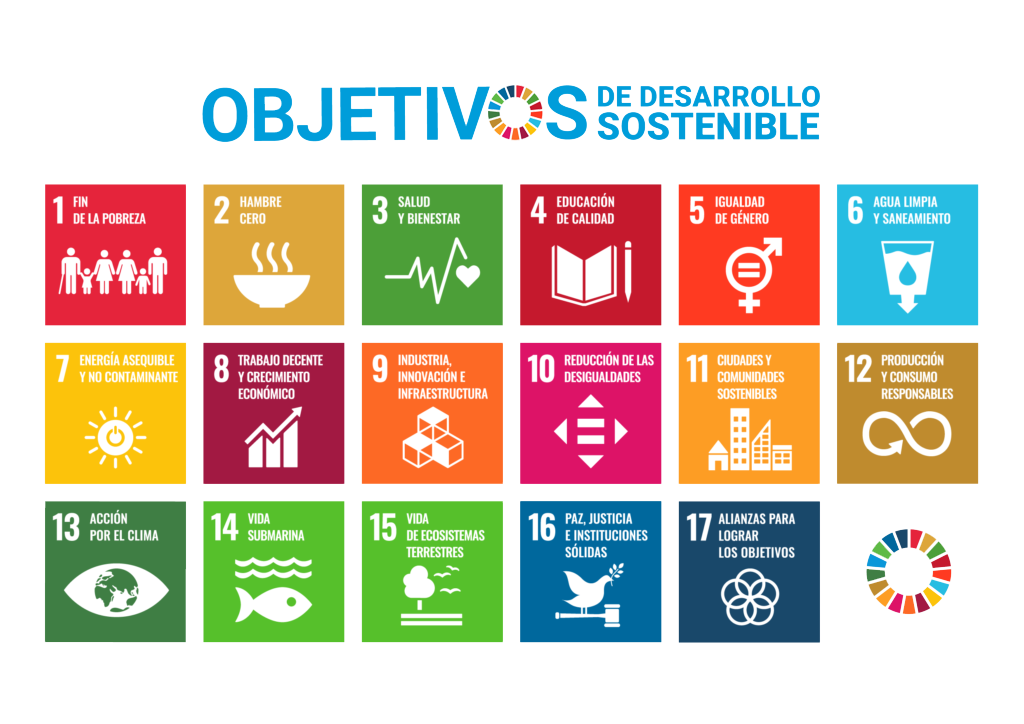 OBJETIVOS DE DESARROLLO
SOSTENIBLE
1 FIN
DE LA POBREZA
2 HAMBRE
CERO
3 SALUD
Y BIENESTAR
4 EDUCACIÓN
DE CALIDAD
5 IGUALDAD
DE GÉNERO
6 AGUA LIMPIA
Y SANEAMIENTO
7 ENERGÍA ASEQUIBLE
Y NO CONTAMINANTE
8 TRABAJO DECENTE
Y CRECIMIENTO
ECONÓMICO
9 INDUSTRIA,
INNOVACIÓN E
INFRAESTRUCTURA
10 REDUCCIÓN DE LAS
DESIGUALDADES
11 CIUDADES Y
COMUNIDADES
SOSTENIBLES
12 PRODUCCIÓN
Y CONSUMO
RESPONSABLES
13 ACCIÓN
POR EL CLIMA
14 VIDA
SUBMARINA
15 VIDA
DE ECOSISTEMAS
TERRESTRES
16 PAZ, JUSTICIA
E INSTITUCIONES
SÓLIDAS
17 ALIANZAS PARA
LOGRAR
LOS OBJETIVOS